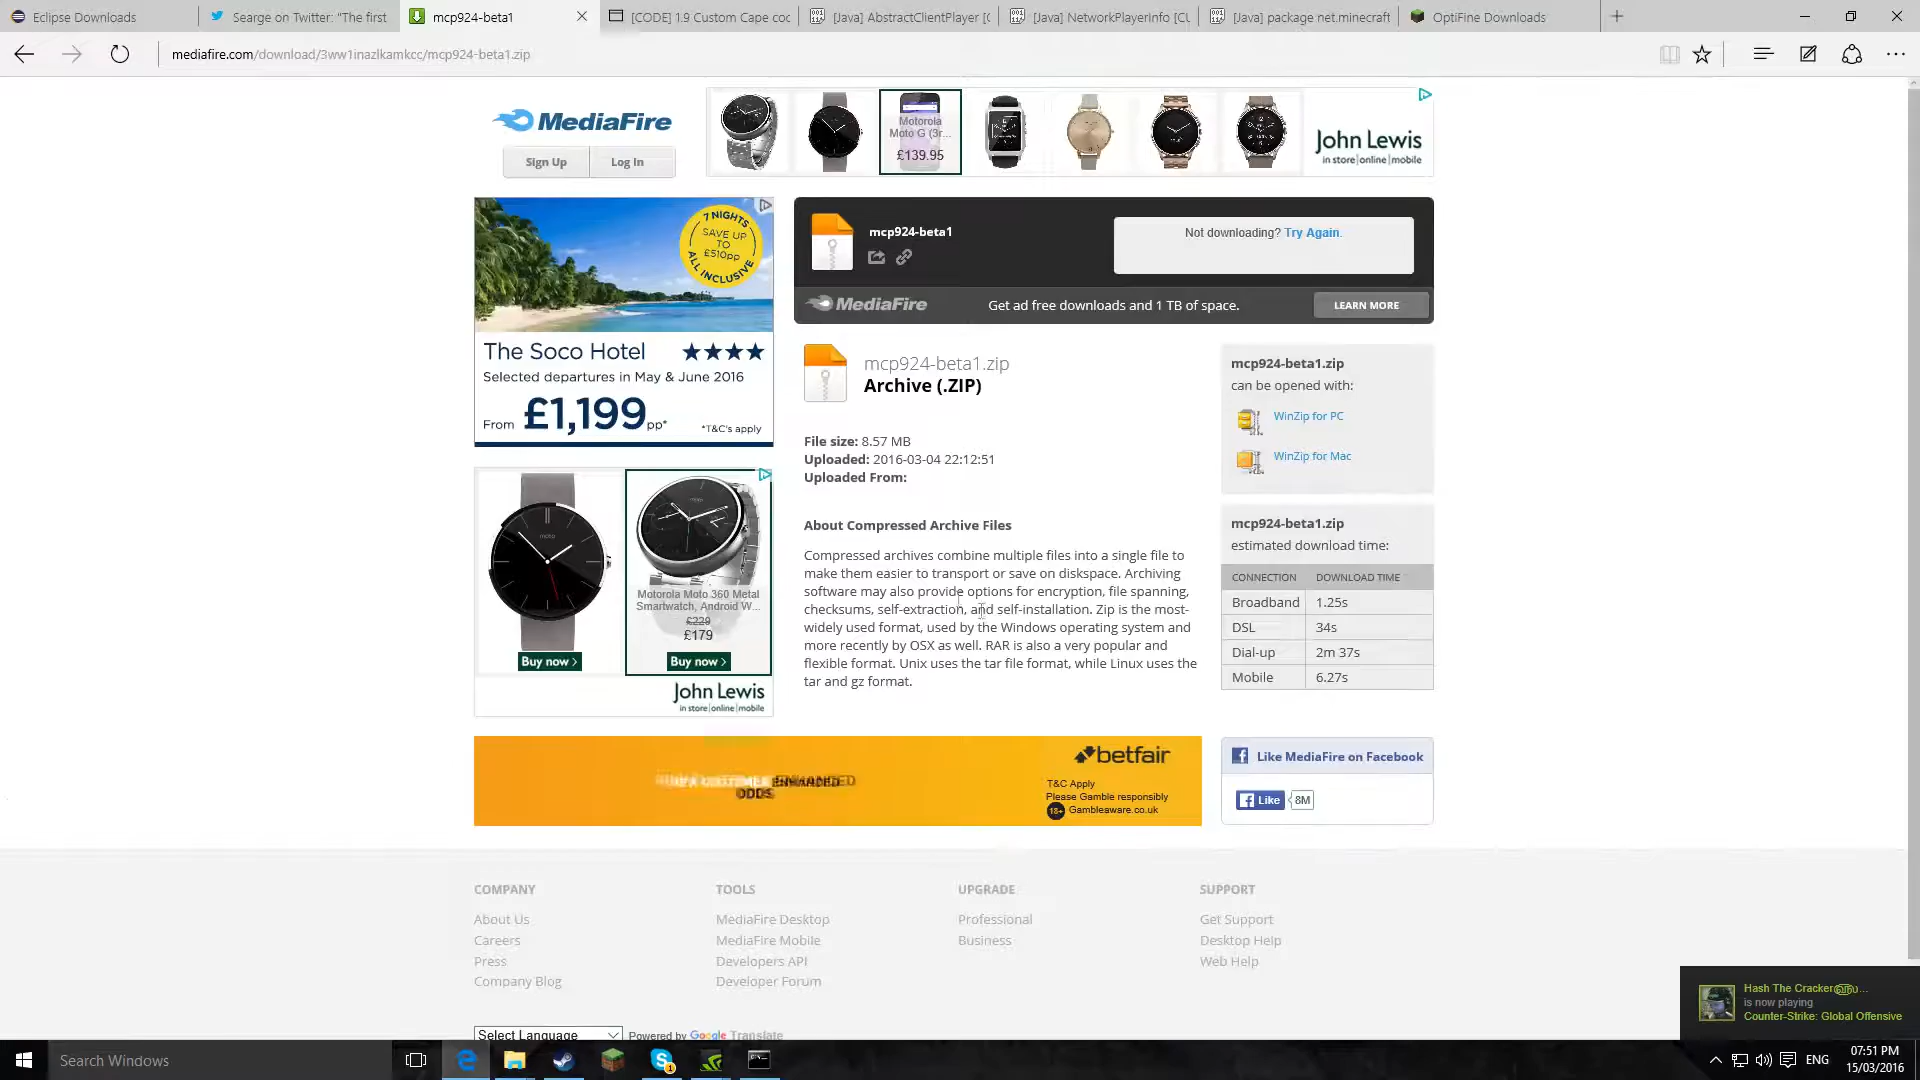 Eclipse Downloads
Searge on Twitter: "The first
mcp924-beta1
[CODE] 1.9 Custom Cape coc
[Java] AbstractClientPlayer [C
[Java] NetworkPlayerInfo [CU
[Java] package net.minecraft
OptiFine Downloads
mediafire.com/download/3ww1inazlkamkcc/mcp924-beta1.zip
MediaFire
Sign Up
Log In
Motorola
Moto G (3r...
£139.95
John Lewis
in store|online|mobile
7 NIGHTS
SAVE UP
TO
£510pp
ALL INCLUSIVE
The Soco Hotel
Selected departures in May & June 2016
From £1,199pp*
*T&C's apply
mcp924-beta1
Not downloading? Try Again.
MediaFire
Get ad free downloads and 1 TB of space.
LEARN MORE
mcp924-beta1.zip
Archive (.ZIP)
File size: 8.57 MB
Uploaded: 2016-03-04 22:12:51
Uploaded From:
About Compressed Archive Files
Compressed archives combine multiple files into a single file to
make them easier to transport or save on diskspace. Archiving
software may also provide options for encryption, file spanning,
checksums, self-extraction, and self-installation. Zip is the most-
widely used format, used by the Windows operating system and
more recently by OSX as well. RAR is also a very popular and
flexible format. Unix uses the tar file format, while Linux uses the
tar and gz format.
mcp924-beta1.zip
can be opened with:
WinZip for PC
WinZip for Mac
mcp924-beta1.zip
estimated download time:
CONNECTION DOWNLOAD TIME
Broadband 1.25s
DSL 34s
Dial-up 2m 37s
Mobile 6.27s
Motorola Moto 360 Metal
Smartwatch, Android W...
£229
£179
Buy now >
Buy now >
John Lewis
in store|online|mobile
ENHANCED
ODDS
betfair
T&C Apply
Please Gamble responsibly
18+ Gambleaware.co.uk
Like MediaFire on Facebook
Like 8M
COMPANY
About Us
Careers
Press
Company Blog
TOOLS
MediaFire Desktop
MediaFire Mobile
Developers API
Developer Forum
UPGRADE
Professional
Business
SUPPORT
Get Support
Desktop Help
Web Help
Select Language
Powered by Google Translate
Hash The Cracker
is now playing
Counter-Strike: Global Offensive
Search Windows
ENG
07:51 PM
15/03/2016